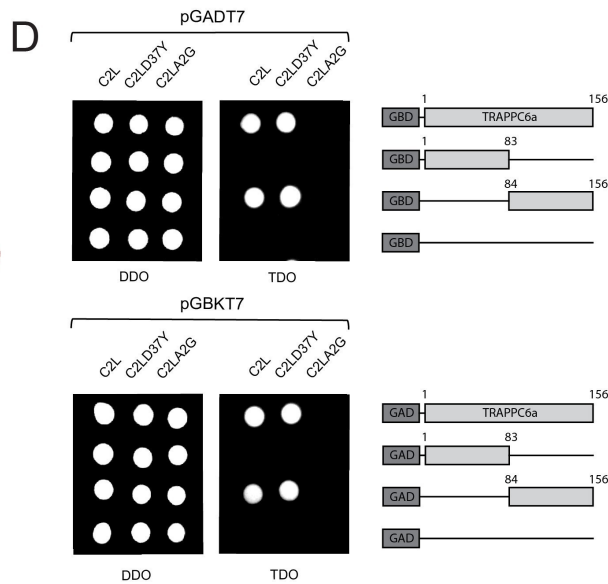 D
pGADT7
C2L C2LD37Y C2LA2G C2L C2LD37Y C2LA2G
1 156
GBD TRAPPC6a
1 83
GBD
84 156
GBD
GBD
DDO TDO
pGBKT7
C2L C2LD37Y C2LA2G C2L C2LD37Y C2LA2G
1 156
GAD TRAPPC6a
1 83
GAD
84 156
GAD
GAD
DDO TDO